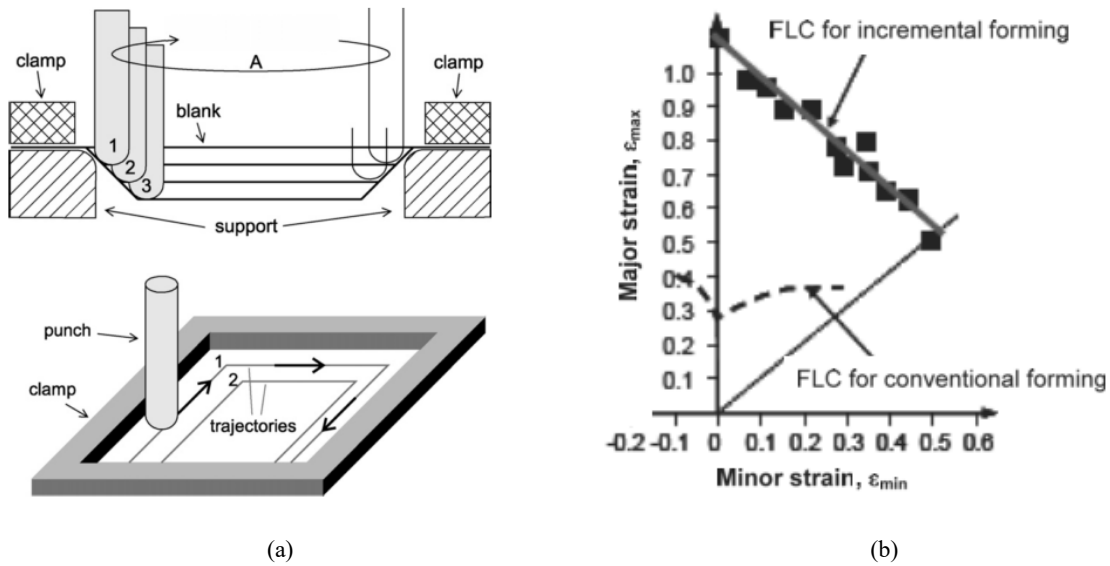 clamp
A
clamp
blank
1
2
3
support
punch
clamp
1
2
trajectories
(a)
FLC for incremental forming
Major strain, εmax
1.0
0.9
0.8
0.7
0.6
0.5
0.4
0.3
0.2
0.1
FLC for conventional forming
-0.2 -0.1 0 0.1 0.2 0.3 0.4 0.5 0.6
Minor strain, εmin
(b)